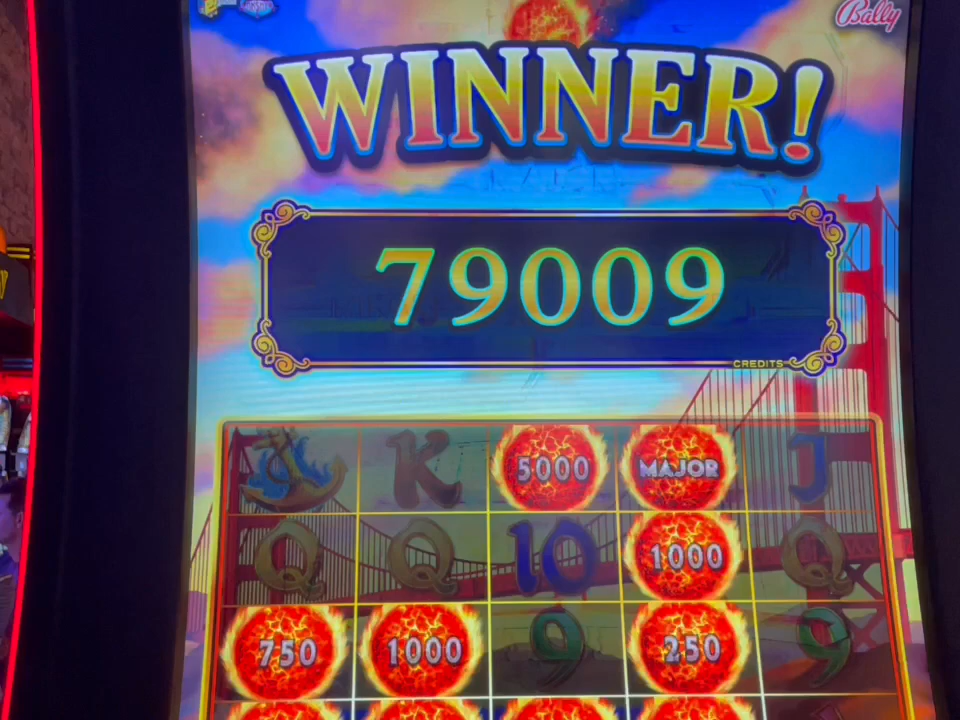 Bally
WINNER!
79009
CREDITS
K 5000 MAJOR J
Q Q 10 1000 Q
750 1000 9 250 9